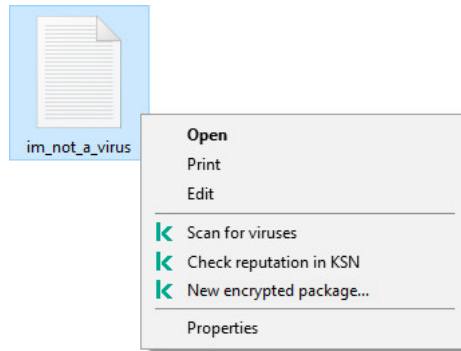 im_not_a_virus
Open
Print
Edit
Scan for viruses
Check reputation in KSN
New encrypted package...
Properties